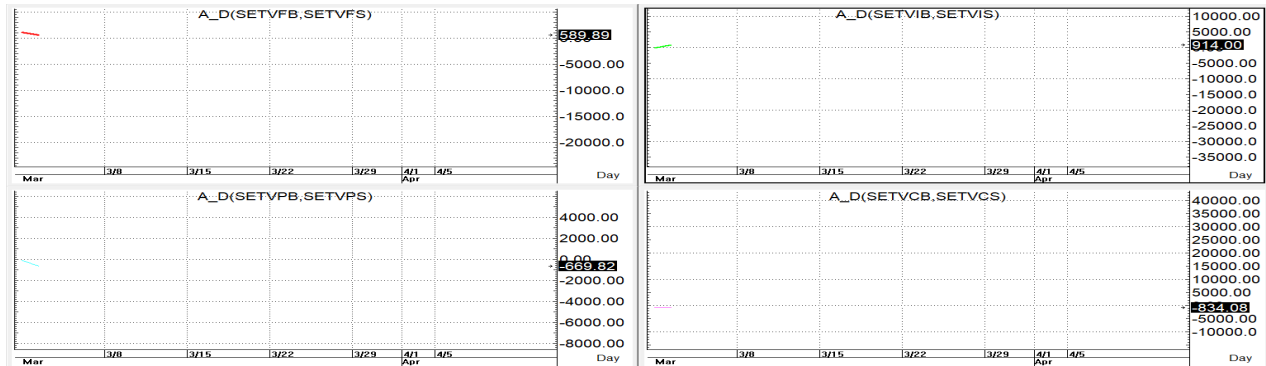 A_D(SETVFB,SETVFS)
589.89
-5000.00
-10000.0
-15000.0
-20000.0
3/8 3/15 3/22 3/29 4/1 4/5
Mar Apr Day
A_D(SETVIB,SETVIS)
10000.00
5000.00
914.00
-5000.00
-10000.0
-15000.0
-20000.0
-25000.0
-30000.0
-35000.0
3/8 3/15 3/22 3/29 4/1 4/5
Mar Apr Day
A_D(SETVPB,SETVPS)
4000.00
2000.00
0.00
-669.82
-2000.00
-4000.00
-6000.00
-8000.00
3/8 3/15 3/22 3/29 4/1 4/5
Mar Apr Day
A_D(SETVCB,SETVCS)
40000.00
35000.00
30000.00
25000.00
20000.00
15000.00
10000.00
5000.00
-834.08
-5000.00
-10000.0
3/8 3/15 3/22 3/29 4/1 4/5
Mar Apr Day